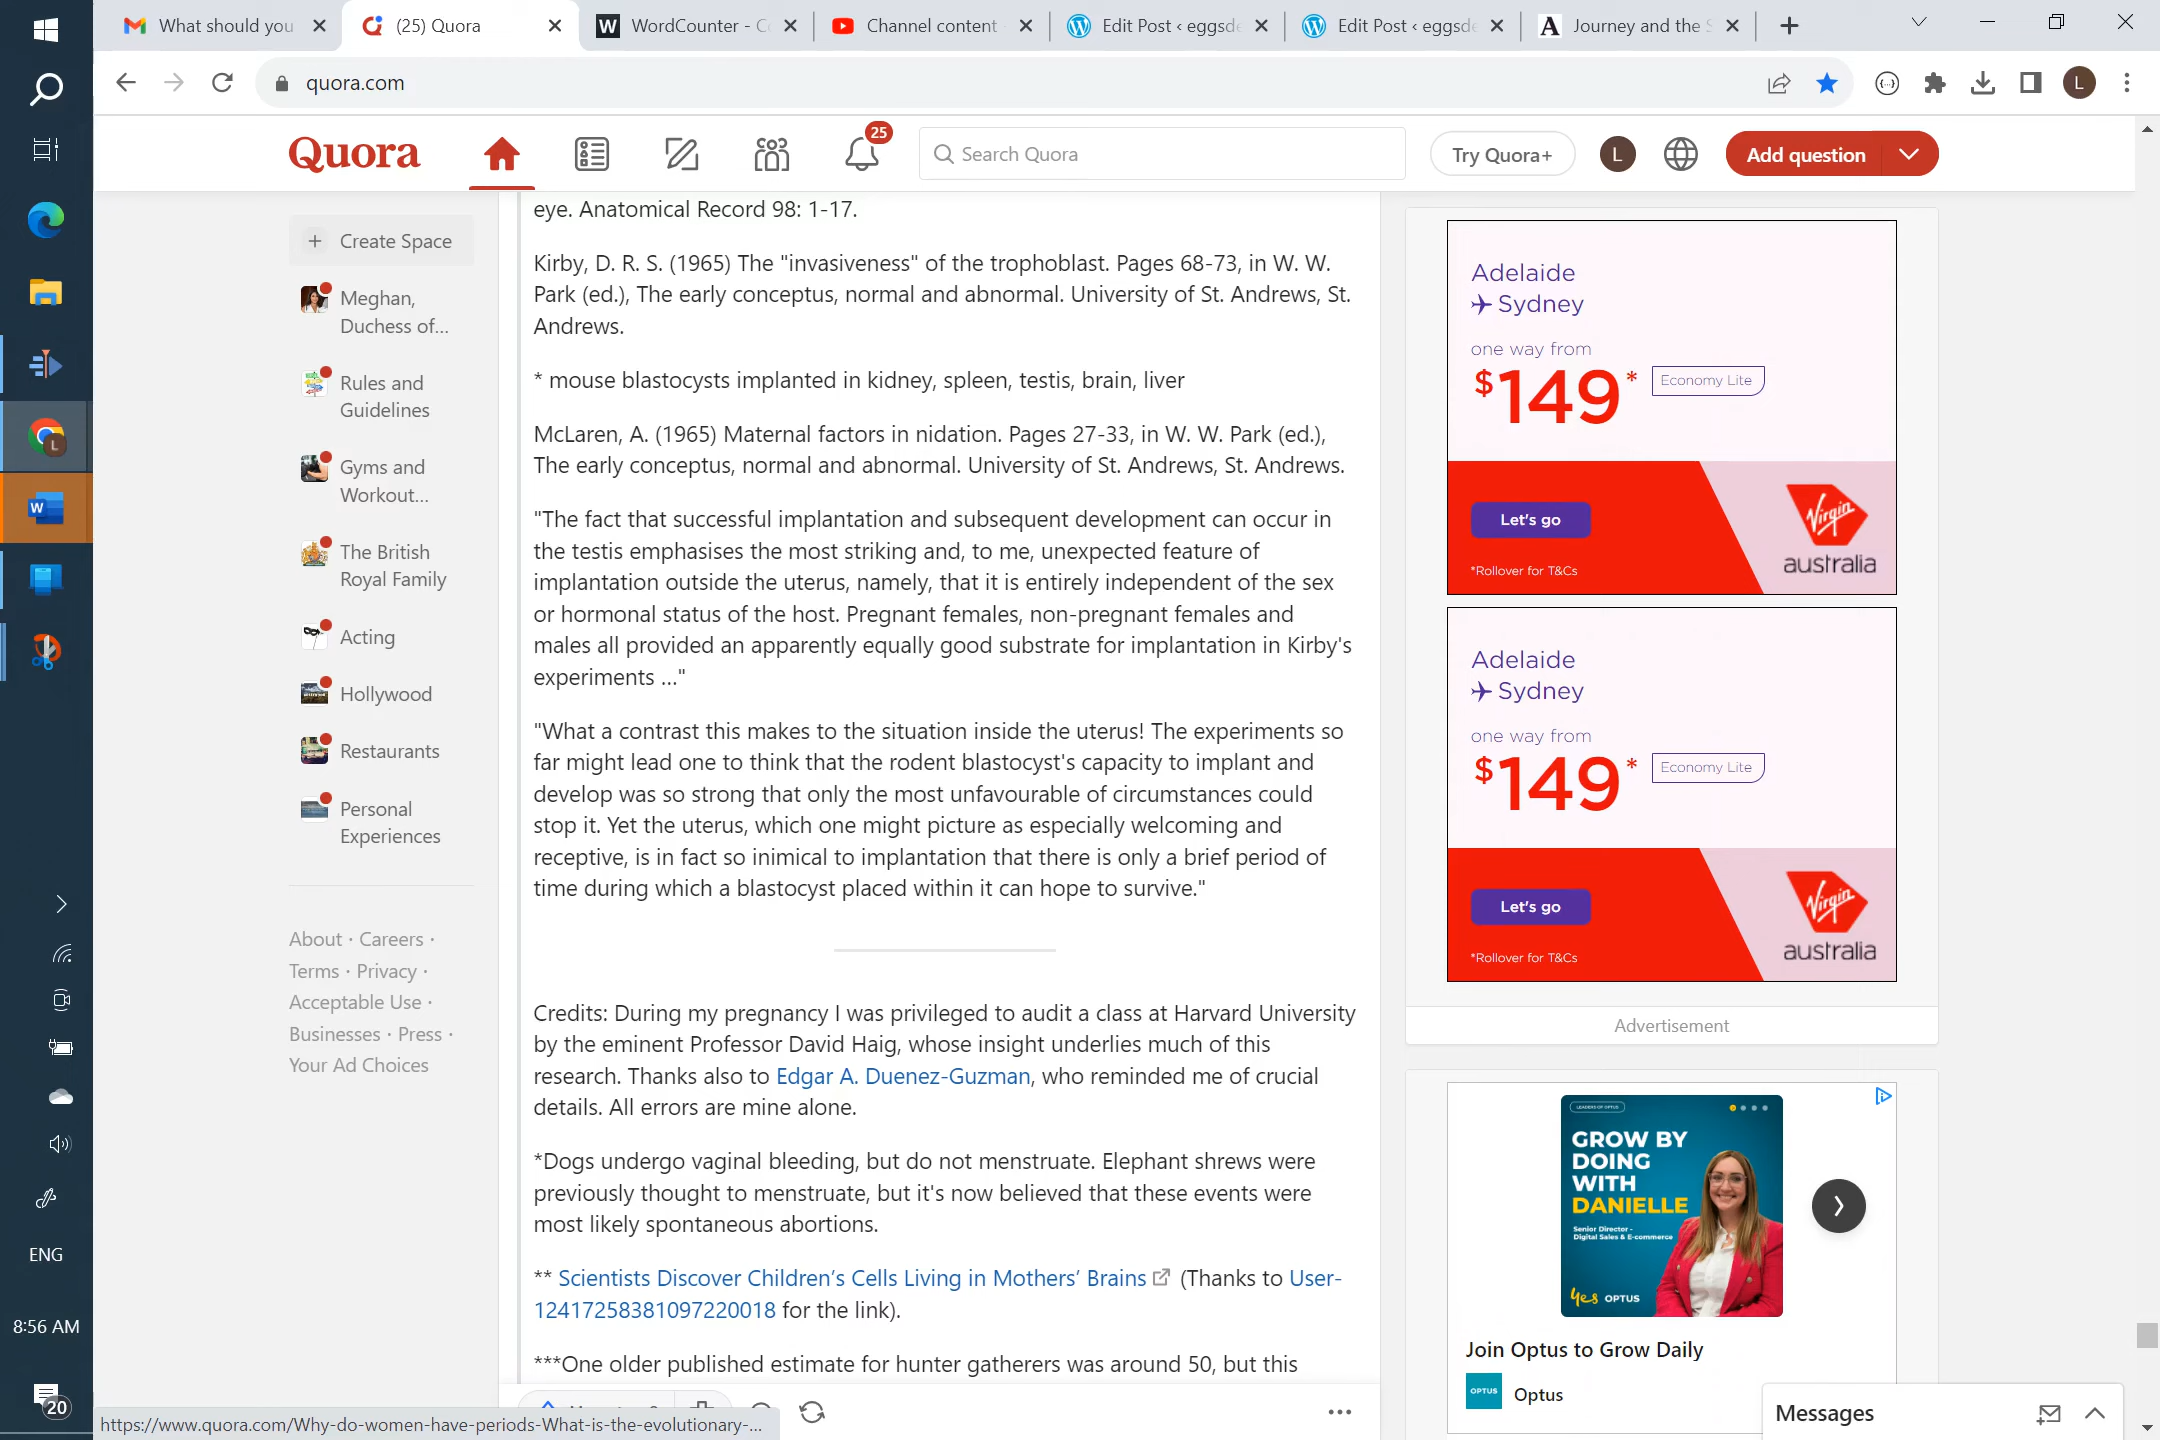 What should you
(25) Quora
WordCounter - Co
Channel content
Edit Post ‹ eggsde
Edit Post ‹ eggsde
Journey and the S
quora.com
L
Quora
25
Search Quora
Try Quora+
L
Add question
+ Create Space
Meghan,
Duchess of...
Rules and
Guidelines
Gyms and
Workout...
The British
Royal Family
Acting
Hollywood
Restaurants
Personal
Experiences
About · Careers ·
Terms · Privacy ·
Acceptable Use ·
Businesses · Press ·
Your Ad Choices
eye. Anatomical Record 98: 1-17.
Kirby, D. R. S. (1965) The "invasiveness" of the trophoblast. Pages 68-73, in W. W.
Park (ed.), The early conceptus, normal and abnormal. University of St. Andrews, St.
Andrews.
* mouse blastocysts implanted in kidney, spleen, testis, brain, liver
McLaren, A. (1965) Maternal factors in nidation. Pages 27-33, in W. W. Park (ed.),
The early conceptus, normal and abnormal. University of St. Andrews, St. Andrews.
"The fact that successful implantation and subsequent development can occur in
the testis emphasises the most striking and, to me, unexpected feature of
implantation outside the uterus, namely, that it is entirely independent of the sex
or hormonal status of the host. Pregnant females, non-pregnant females and
males all provided an apparently equally good substrate for implantation in Kirby's
experiments ..."
"What a contrast this makes to the situation inside the uterus! The experiments so
far might lead one to think that the rodent blastocyst's capacity to implant and
develop was so strong that only the most unfavourable of circumstances could
stop it. Yet the uterus, which one might picture as especially welcoming and
receptive, is in fact so inimical to implantation that there is only a brief period of
time during which a blastocyst placed within it can hope to survive."
Credits: During my pregnancy I was privileged to audit a class at Harvard University
by the eminent Professor David Haig, whose insight underlies much of this
research. Thanks also to Edgar A. Duenez-Guzman, who reminded me of crucial
details. All errors are mine alone.
*Dogs undergo vaginal bleeding, but do not menstruate. Elephant shrews were
previously thought to menstruate, but it's now believed that these events were
most likely spontaneous abortions.
** Scientists Discover Children's Cells Living in Mothers' Brains (Thanks to User-
12417258381097220018 for the link).
***One older published estimate for hunter gatherers was around 50, but this
Adelaide
Sydney
one way from
$149* Economy Lite
Let's go
*Rollover for T&Cs
Virgin
australia
Adelaide
Sydney
one way from
$149* Economy Lite
Let's go
*Rollover for T&Cs
Virgin
australia
Advertisement
LEADERS OF OPTUS
GROW BY
DOING
WITH
DANIELLE
Senior Director -
Digital Sales & E-commerce
Yes OPTUS
Join Optus to Grow Daily
OPTUS
Optus
Messages
ENG
8:56 AM
20
https://www.quora.com/Why-do-women-have-periods-What-is-the-evolutionary-...